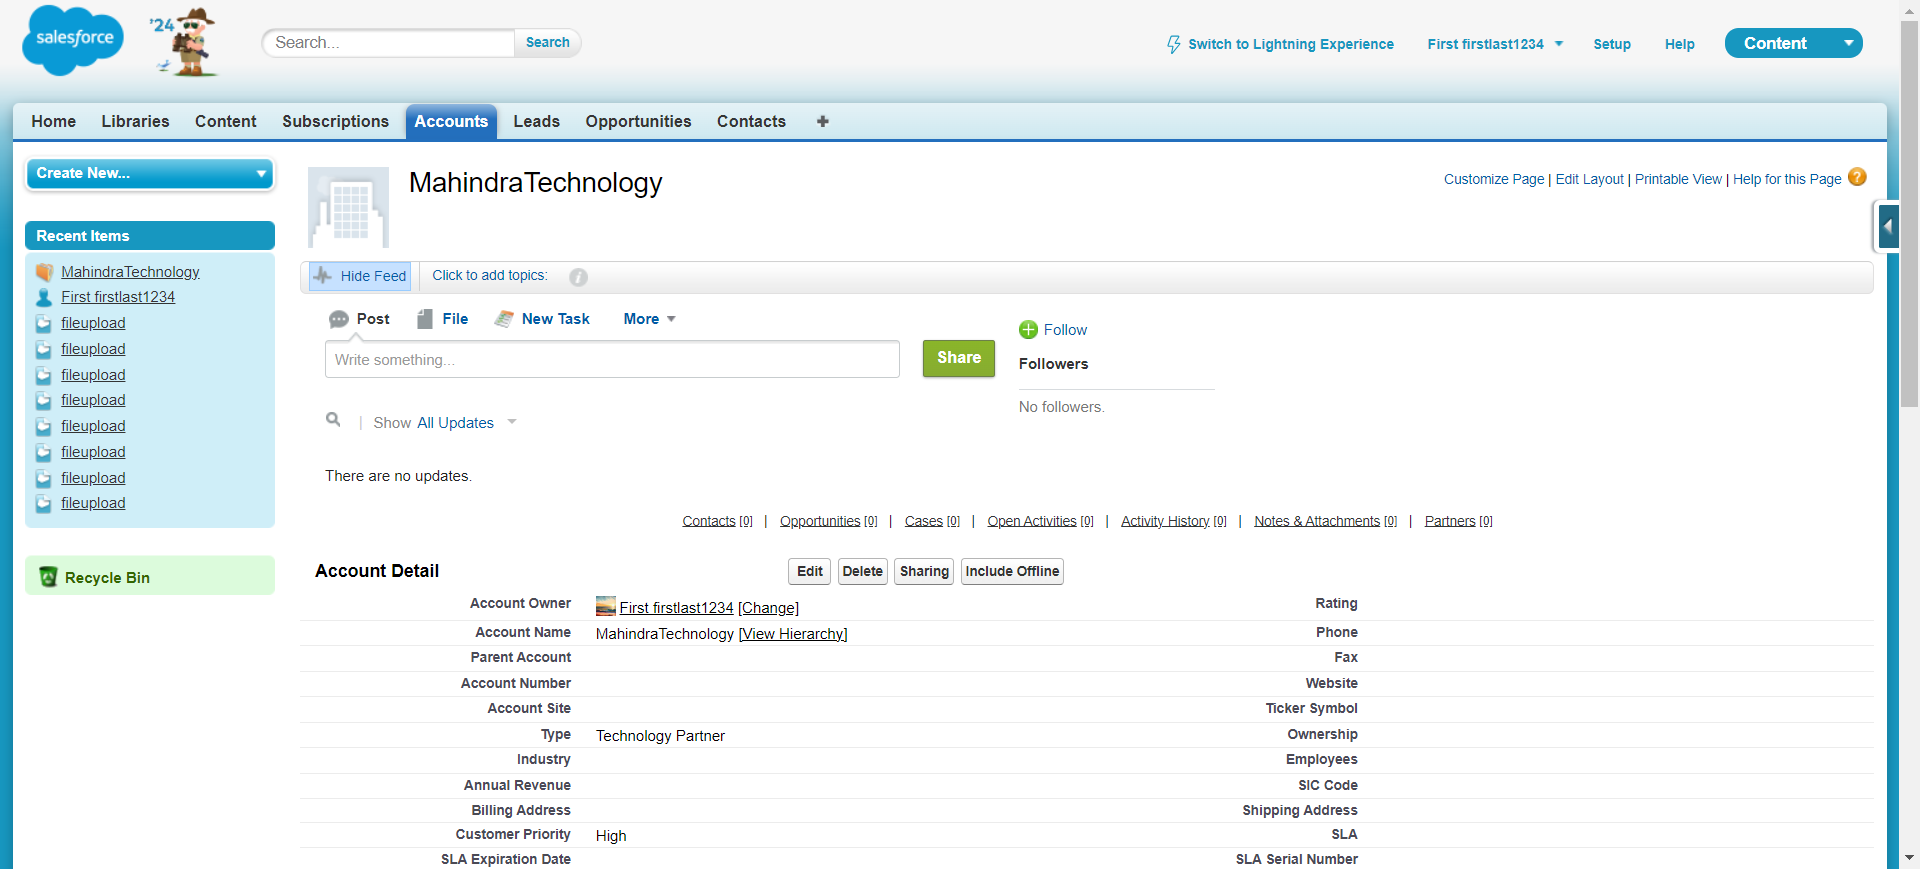 salesforce
'24
Search...
Search
Switch to Lightning Experience
First firstlast1234
Setup
Help
Content
Home
Libraries
Content
Subscriptions
Accounts
Leads
Opportunities
Contacts
Create New...
MahindraTechnology
Customize Page | Edit Layout | Printable View | Help for this Page ?
Recent Items
MahindraTechnology
First firstlast1234
fileupload
fileupload
fileupload
fileupload
fileupload
fileupload
fileupload
fileupload
Recycle Bin
Hide Feed
Click to add topics:
i
Post
File
New Task
More
Write something...
Share
Follow
Followers
No followers.
| Show All Updates
There are no updates.
Contacts [0] | Opportunities [0] | Cases [0] | Open Activities [0] | Activity History [0] | Notes & Attachments [0] | Partners [0]
Account Detail
Edit
Delete
Sharing
Include Offline
Account Owner First firstlast1234 [Change] Rating
Account Name MahindraTechnology [View Hierarchy] Phone
Parent Account Fax
Account Number Website
Account Site Ticker Symbol
Type Technology Partner Ownership
Industry Employees
Annual Revenue SIC Code
Billing Address Shipping Address
Customer Priority High SLA
SLA Expiration Date SLA Serial Number